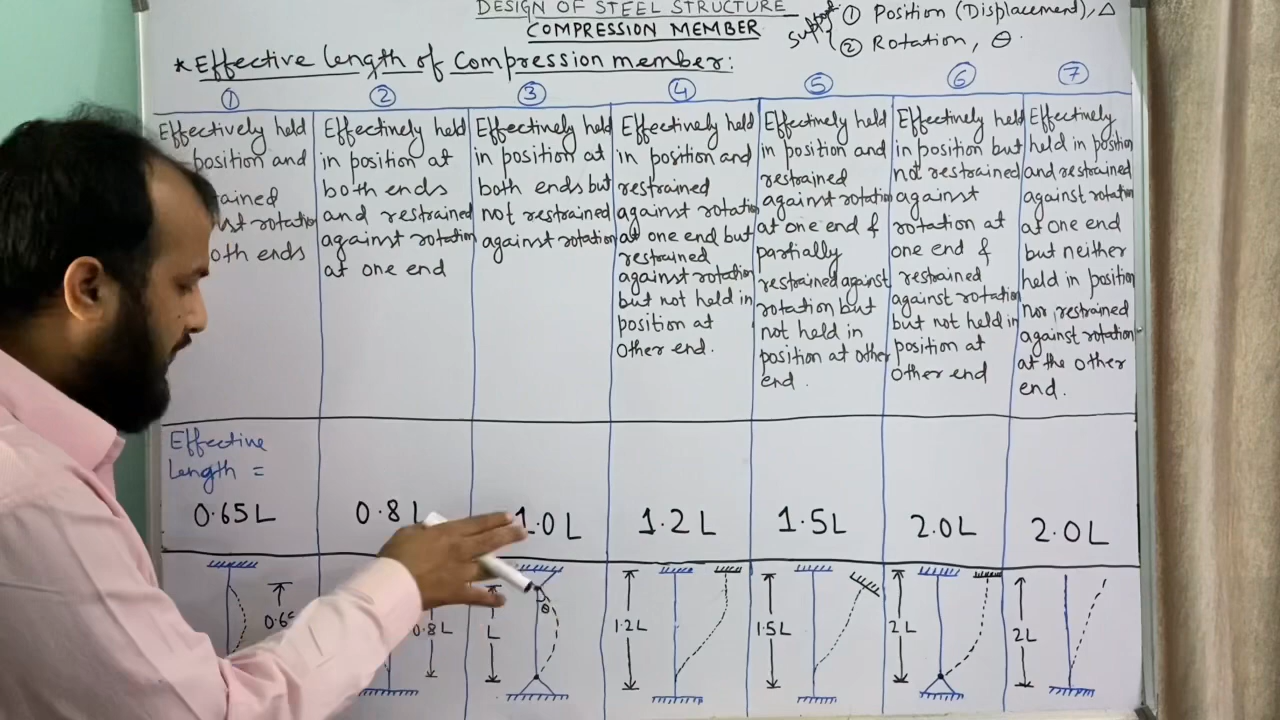 DESIGN OF STEEL STRUCTURE
COMPRESSION MEMBER
Support
① Position (Displacement), Δ
② Rotation, θ
*Effective length of Compression member:
①
②
③
④
⑤
⑥
⑦
Effectively held
position and
ained
st rotation
oth ends
Effectively held
in position at
both ends
and restrained
against rotation
at one end
Effectively held
in position at
both ends but
not restrained
against rotation
Effectively held
in position and
restrained
against rotation
at one end but
restrained
against rotation
but not held in
position at
other end.
Effectively held
in position and
restrained
against rotation
at one end &
partially
restrained against
rotation but
not held in
position at other
end.
Effectively held
in position but
not restrained
against
rotation at
one end &
restrained
against rotation
but not held in
position at
other end
Effectively
held in position
and restrained
against rotation
at one end
but neither
held in position
nor restrained
against rotation
at the other
end.
Effective
length =
0.65L
0.8L
1.0L
1.2L
1.5L
2.0L
2.0L
0.65
0.8L
L
θ
1.2L
1.5L
2L
2L